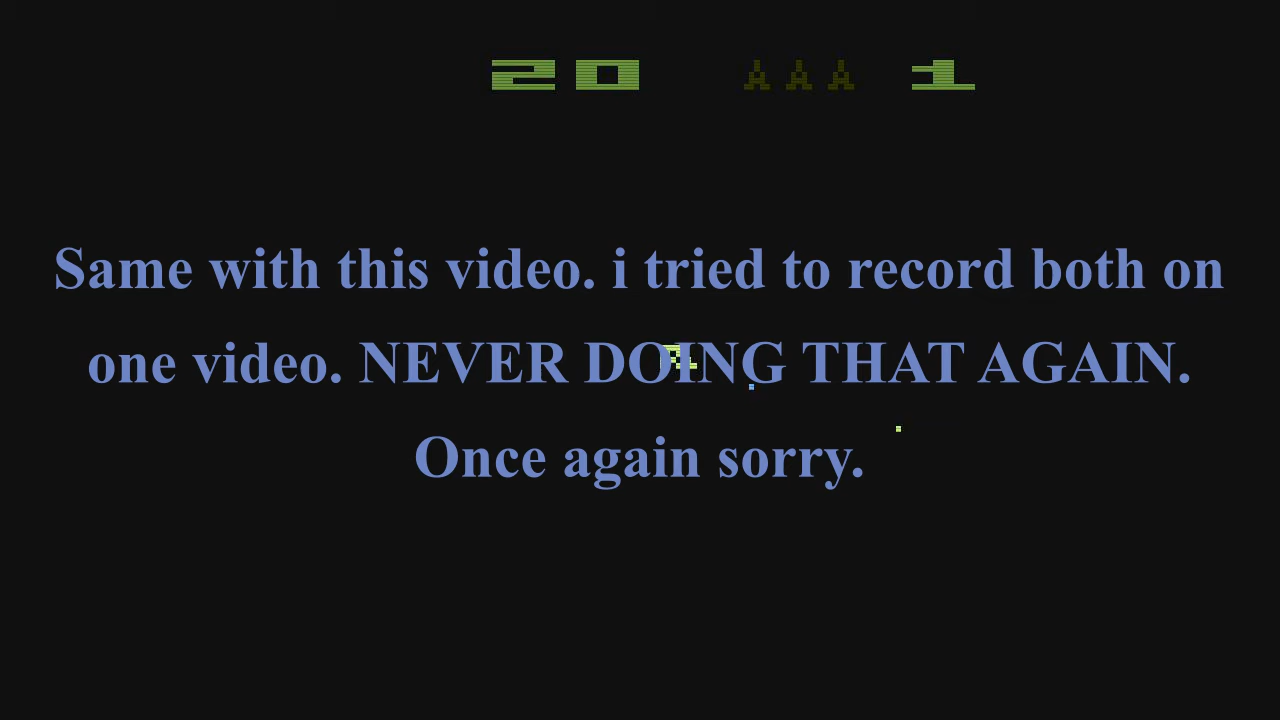 20 1
Same with this video. i tried to record both on
one video. NEVER DOING THAT AGAIN.
Once again sorry.